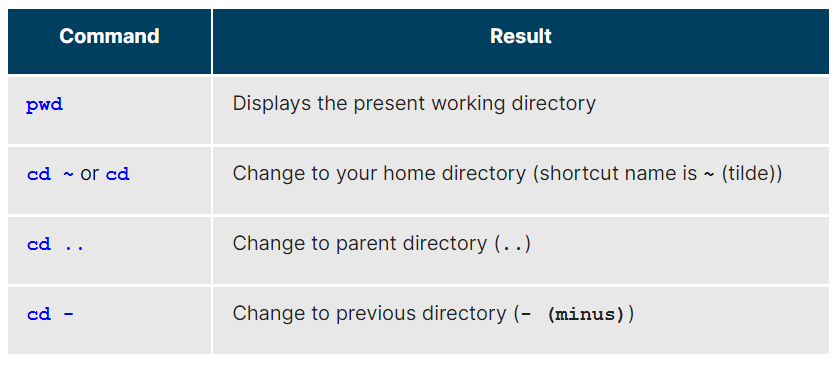 Command Result
pwd Displays the present working directory
cd ~ or cd Change to your home directory (shortcut name is ~ (tilde))
cd .. Change to parent directory (..)
cd - Change to previous directory (- (minus))